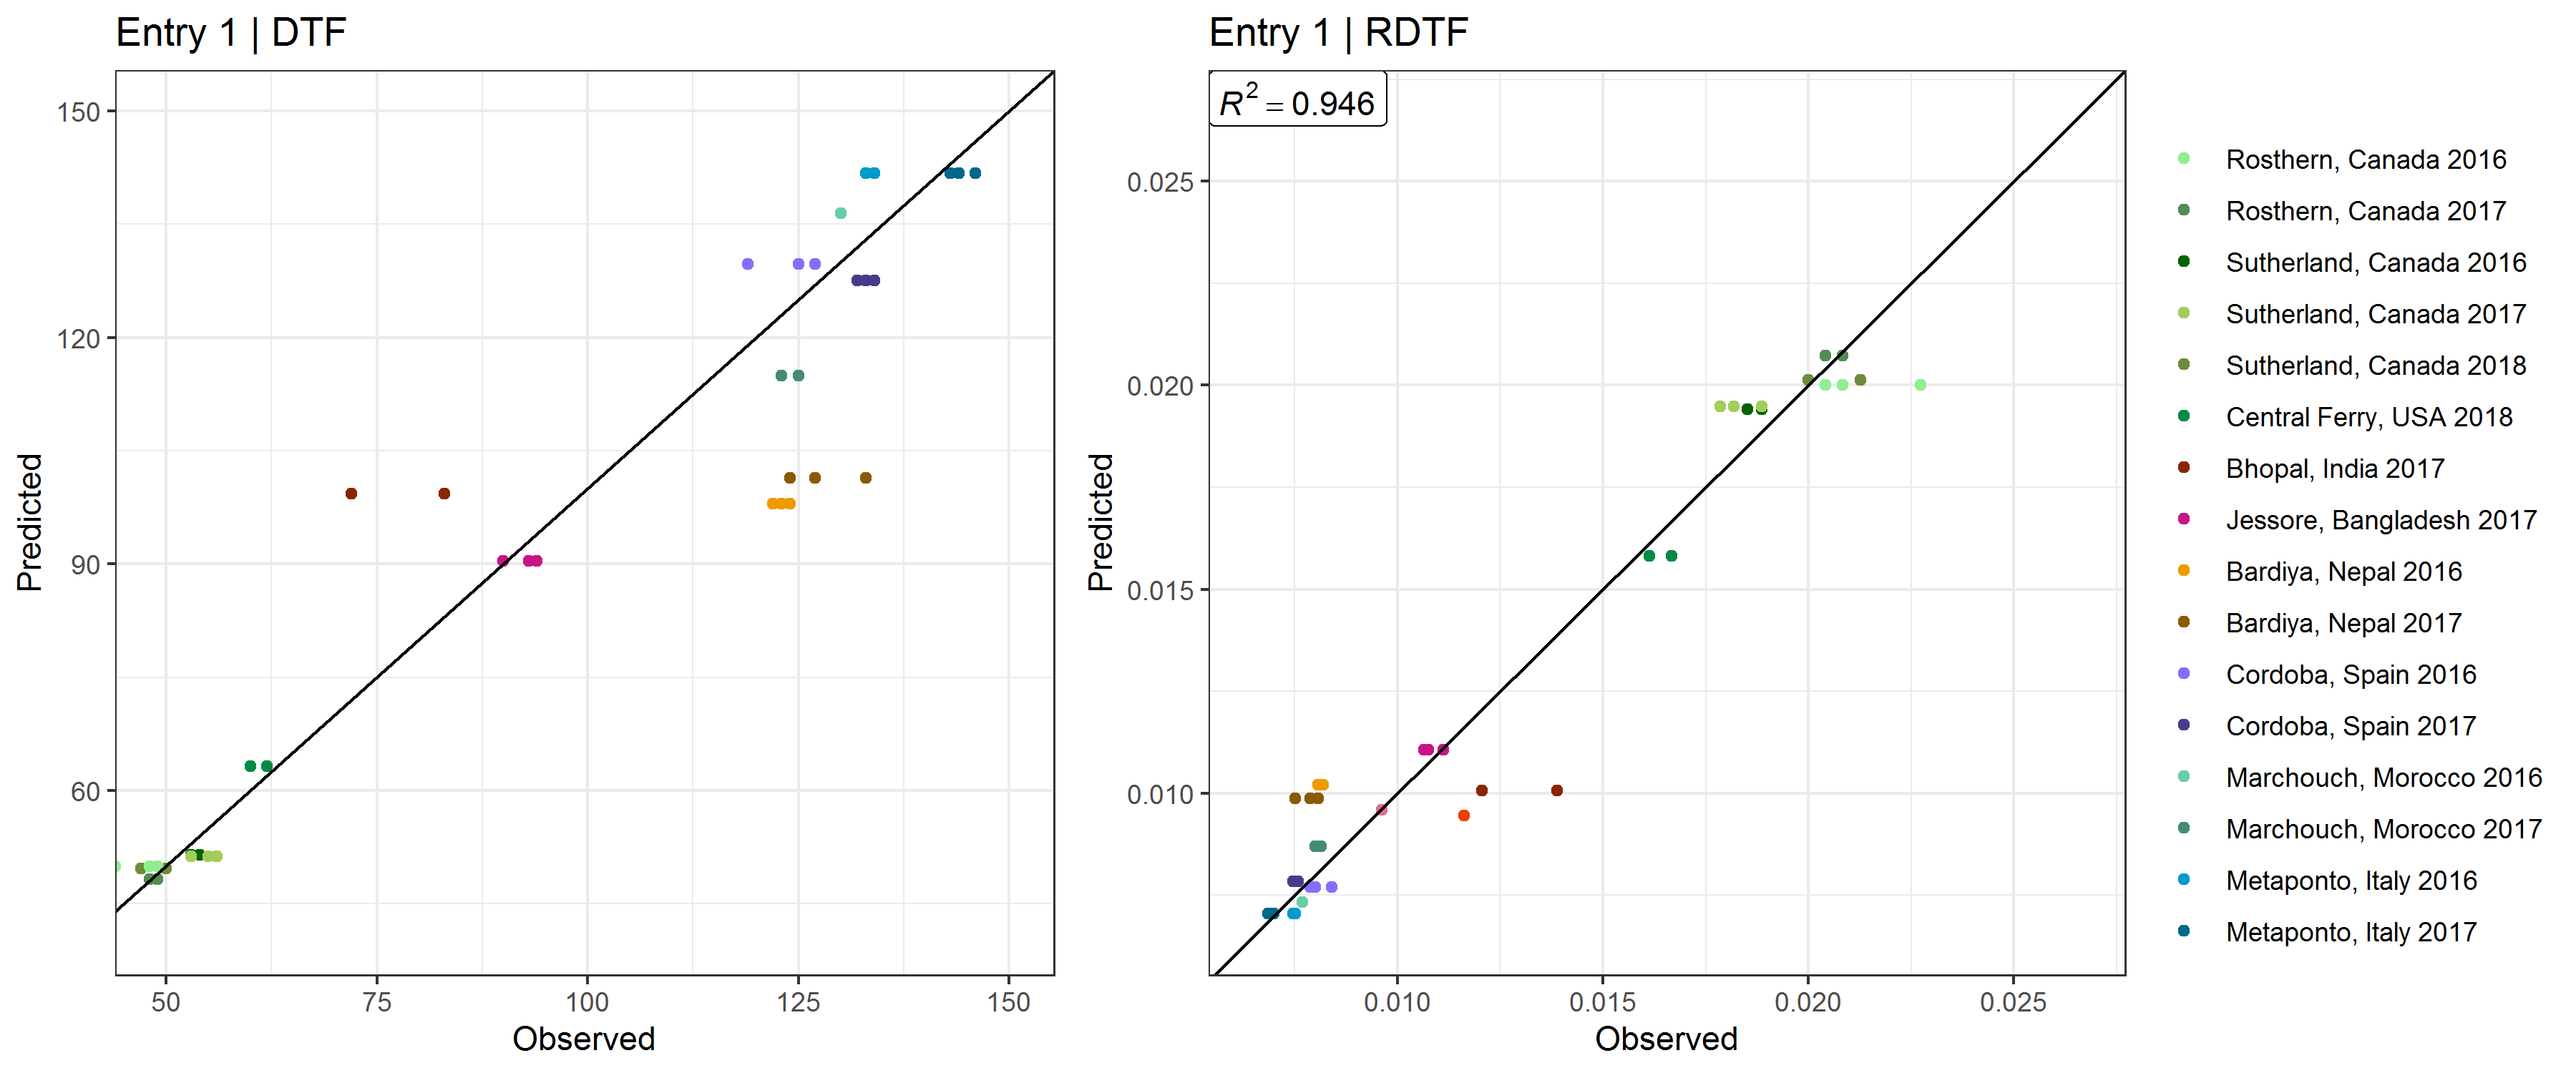 Entry 1 | DTF
150
120
90
60
Predicted
50 75 100 125 150
Observed
Entry 1 | RDTF
R² = 0.946
0.025
0.020
0.015
0.010
Predicted
0.010 0.015 0.020 0.025
Observed
Rosthern, Canada 2016
Rosthern, Canada 2017
Sutherland, Canada 2016
Sutherland, Canada 2017
Sutherland, Canada 2018
Central Ferry, USA 2018
Bhopal, India 2017
Jessore, Bangladesh 2017
Bardiya, Nepal 2016
Bardiya, Nepal 2017
Cordoba, Spain 2016
Cordoba, Spain 2017
Marchouch, Morocco 2016
Marchouch, Morocco 2017
Metaponto, Italy 2016
Metaponto, Italy 2017